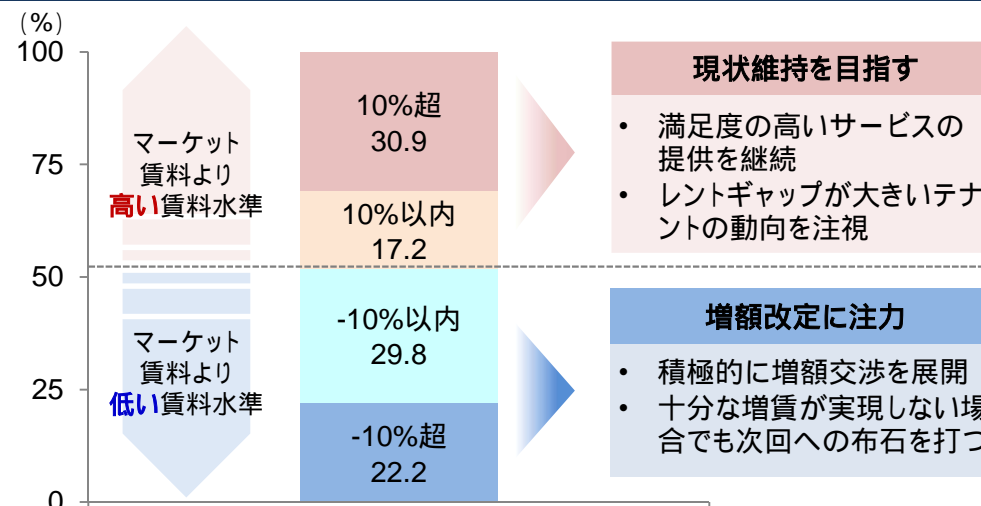 (%)
100
75
50
25
0
マーケット
賃料より
高い賃料水準
マーケット
賃料より
低い賃料水準
10%超
30.9
10%以内
17.2
-10%以内
29.8
-10%超
22.2
現状維持を目指す
• 満足度の高いサービスの
提供を継続
• レントギャップが大きいテナ
ントの動向を注視
増額改定に注力
• 積極的に増額交渉を展開
• 十分な増賃が実現しない場
合でも次回への布石を打つ